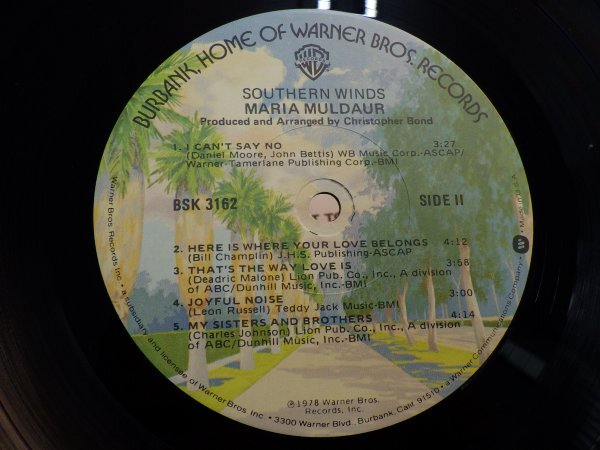 BURBANK, HOME OF WARNER BROS. RECORDS
SOUTHERN WINDS
MARIA MULDAUR
Produced and Arranged by Christopher Bond
1. I CAN'T SAY NO 3:27
(Daniel Moore, John Bettis) WB Music Corp.-ASCAP/
Warner-Tamerlane Publishing Corp.-BMI
BSK 3162 SIDE II
2. HERE IS WHERE YOUR LOVE BELONGS 4:12
(Bill Champlin) J.H.S. Publishing-ASCAP
3. THAT'S THE WAY LOVE IS 3:58
(Deadric Malone) Lion Pub. Co., Inc., A division
of ABC/Dunhill Music, Inc.-BMI
4. JOYFUL NOISE 3:00
(Leon Russell) Teddy Jack Music-BMI
5. MY SISTERS AND BROTHERS 4:14
(Charles Johnson) Lion Pub. Co., Inc., A division
of ABC/Dunhill Music, Inc.-BMI
℗1978 Warner Bros.
Records, Inc.
Warner Bros. Records Inc., • a subsidiary and licensee of Warner Bros. Inc. • 3300 Warner Blvd., Burbank, Calif. 91510 • a Warner Communications Company • W • Made in U.S.A.